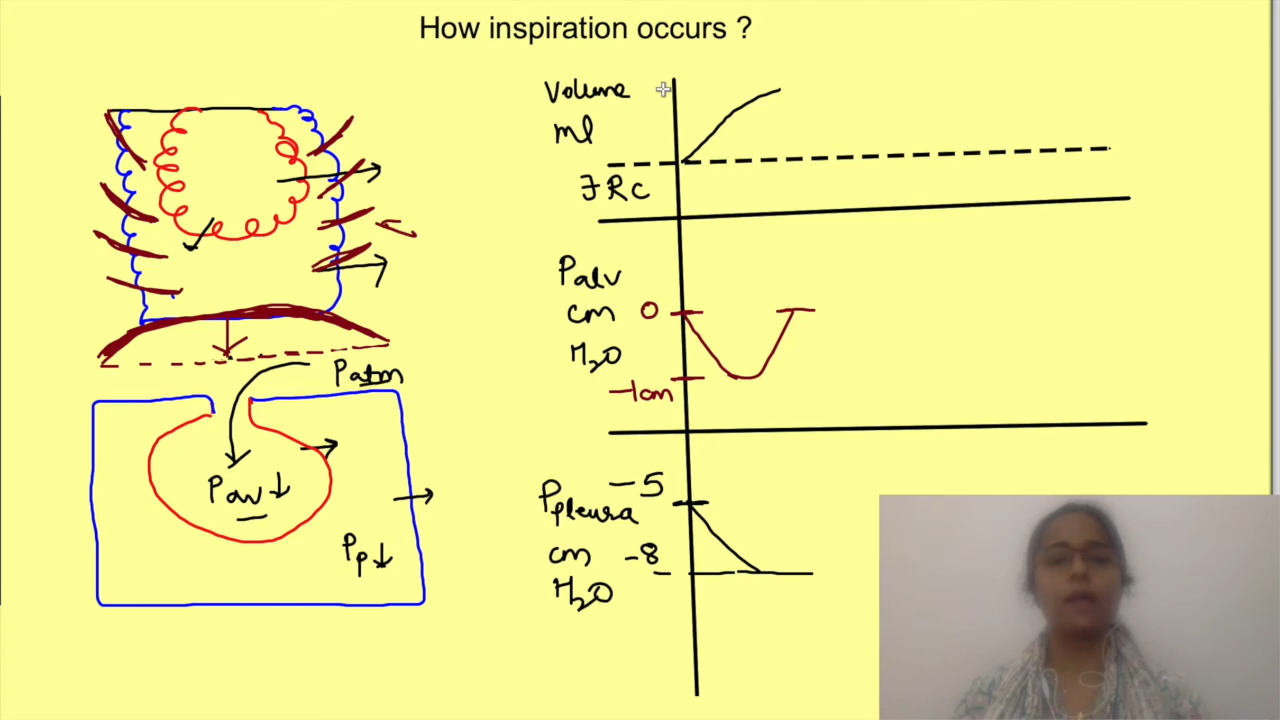 How inspiration occurs ?
Volume
ml
FRC
Palv
cm
H2O
0
-1cm
Patm
Palv ↓
Pp ↓
Ppleura
cm
H2O
-5
-8